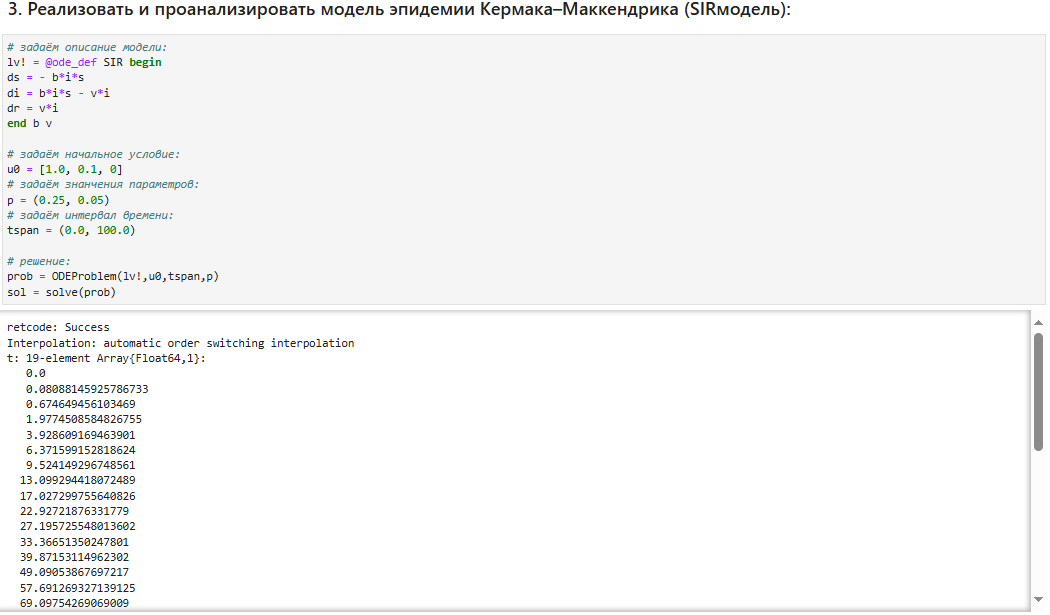 3. Реализовать и проанализировать модель эпидемии Кермака–Маккендрика (SIRмодель):
# задаём описание модели:
lv! = @ode_def SIR begin
ds = - b*i*s
di = b*i*s - v*i
dr = v*i
end b v
# задаём начальное условие:
u0 = [1.0, 0.1, 0]
# задаём знанчения параметров:
p = (0.25, 0.05)
# задаём интервал времени:
tspan = (0.0, 100.0)
# решение:
prob = ODEProblem(lv!,u0,tspan,p)
sol = solve(prob)
retcode: Success
Interpolation: automatic order switching interpolation
t: 19-element Array{Float64,1}:
0.0
0.08088145925786733
0.674649456103469
1.9774508584826755
3.928609169463901
6.371599152818624
9.524149296748561
13.099294418072489
17.027299755640826
22.92721876331779
27.195725548013602
33.36651350247801
39.87153114962302
49.09053867697217
57.691269327139125
69.09754269069009